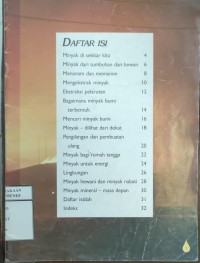 DAFTAR ISI
Minyak di sekitar kita 4
Minyak dari tumbuhan dan hewan 6
Menanam dan memanen 8
Mengekstrak minyak 10
Ekstraksi pelarutan 12
Bagaimana minyak bumi
terbentuk 14
Mencari minyak bumi 16
Minyak - dilihat dari dekat 18
Pengilangan dan pembuatan
ulang 20
Minyak bagi rumah tangga 22
Minyak untuk energi 24
Lingkungan 26
Minyak hewani dan minyak nabati 28
Minyak mineral - masa depan 30
Daftar istilah 31
Indeks 32